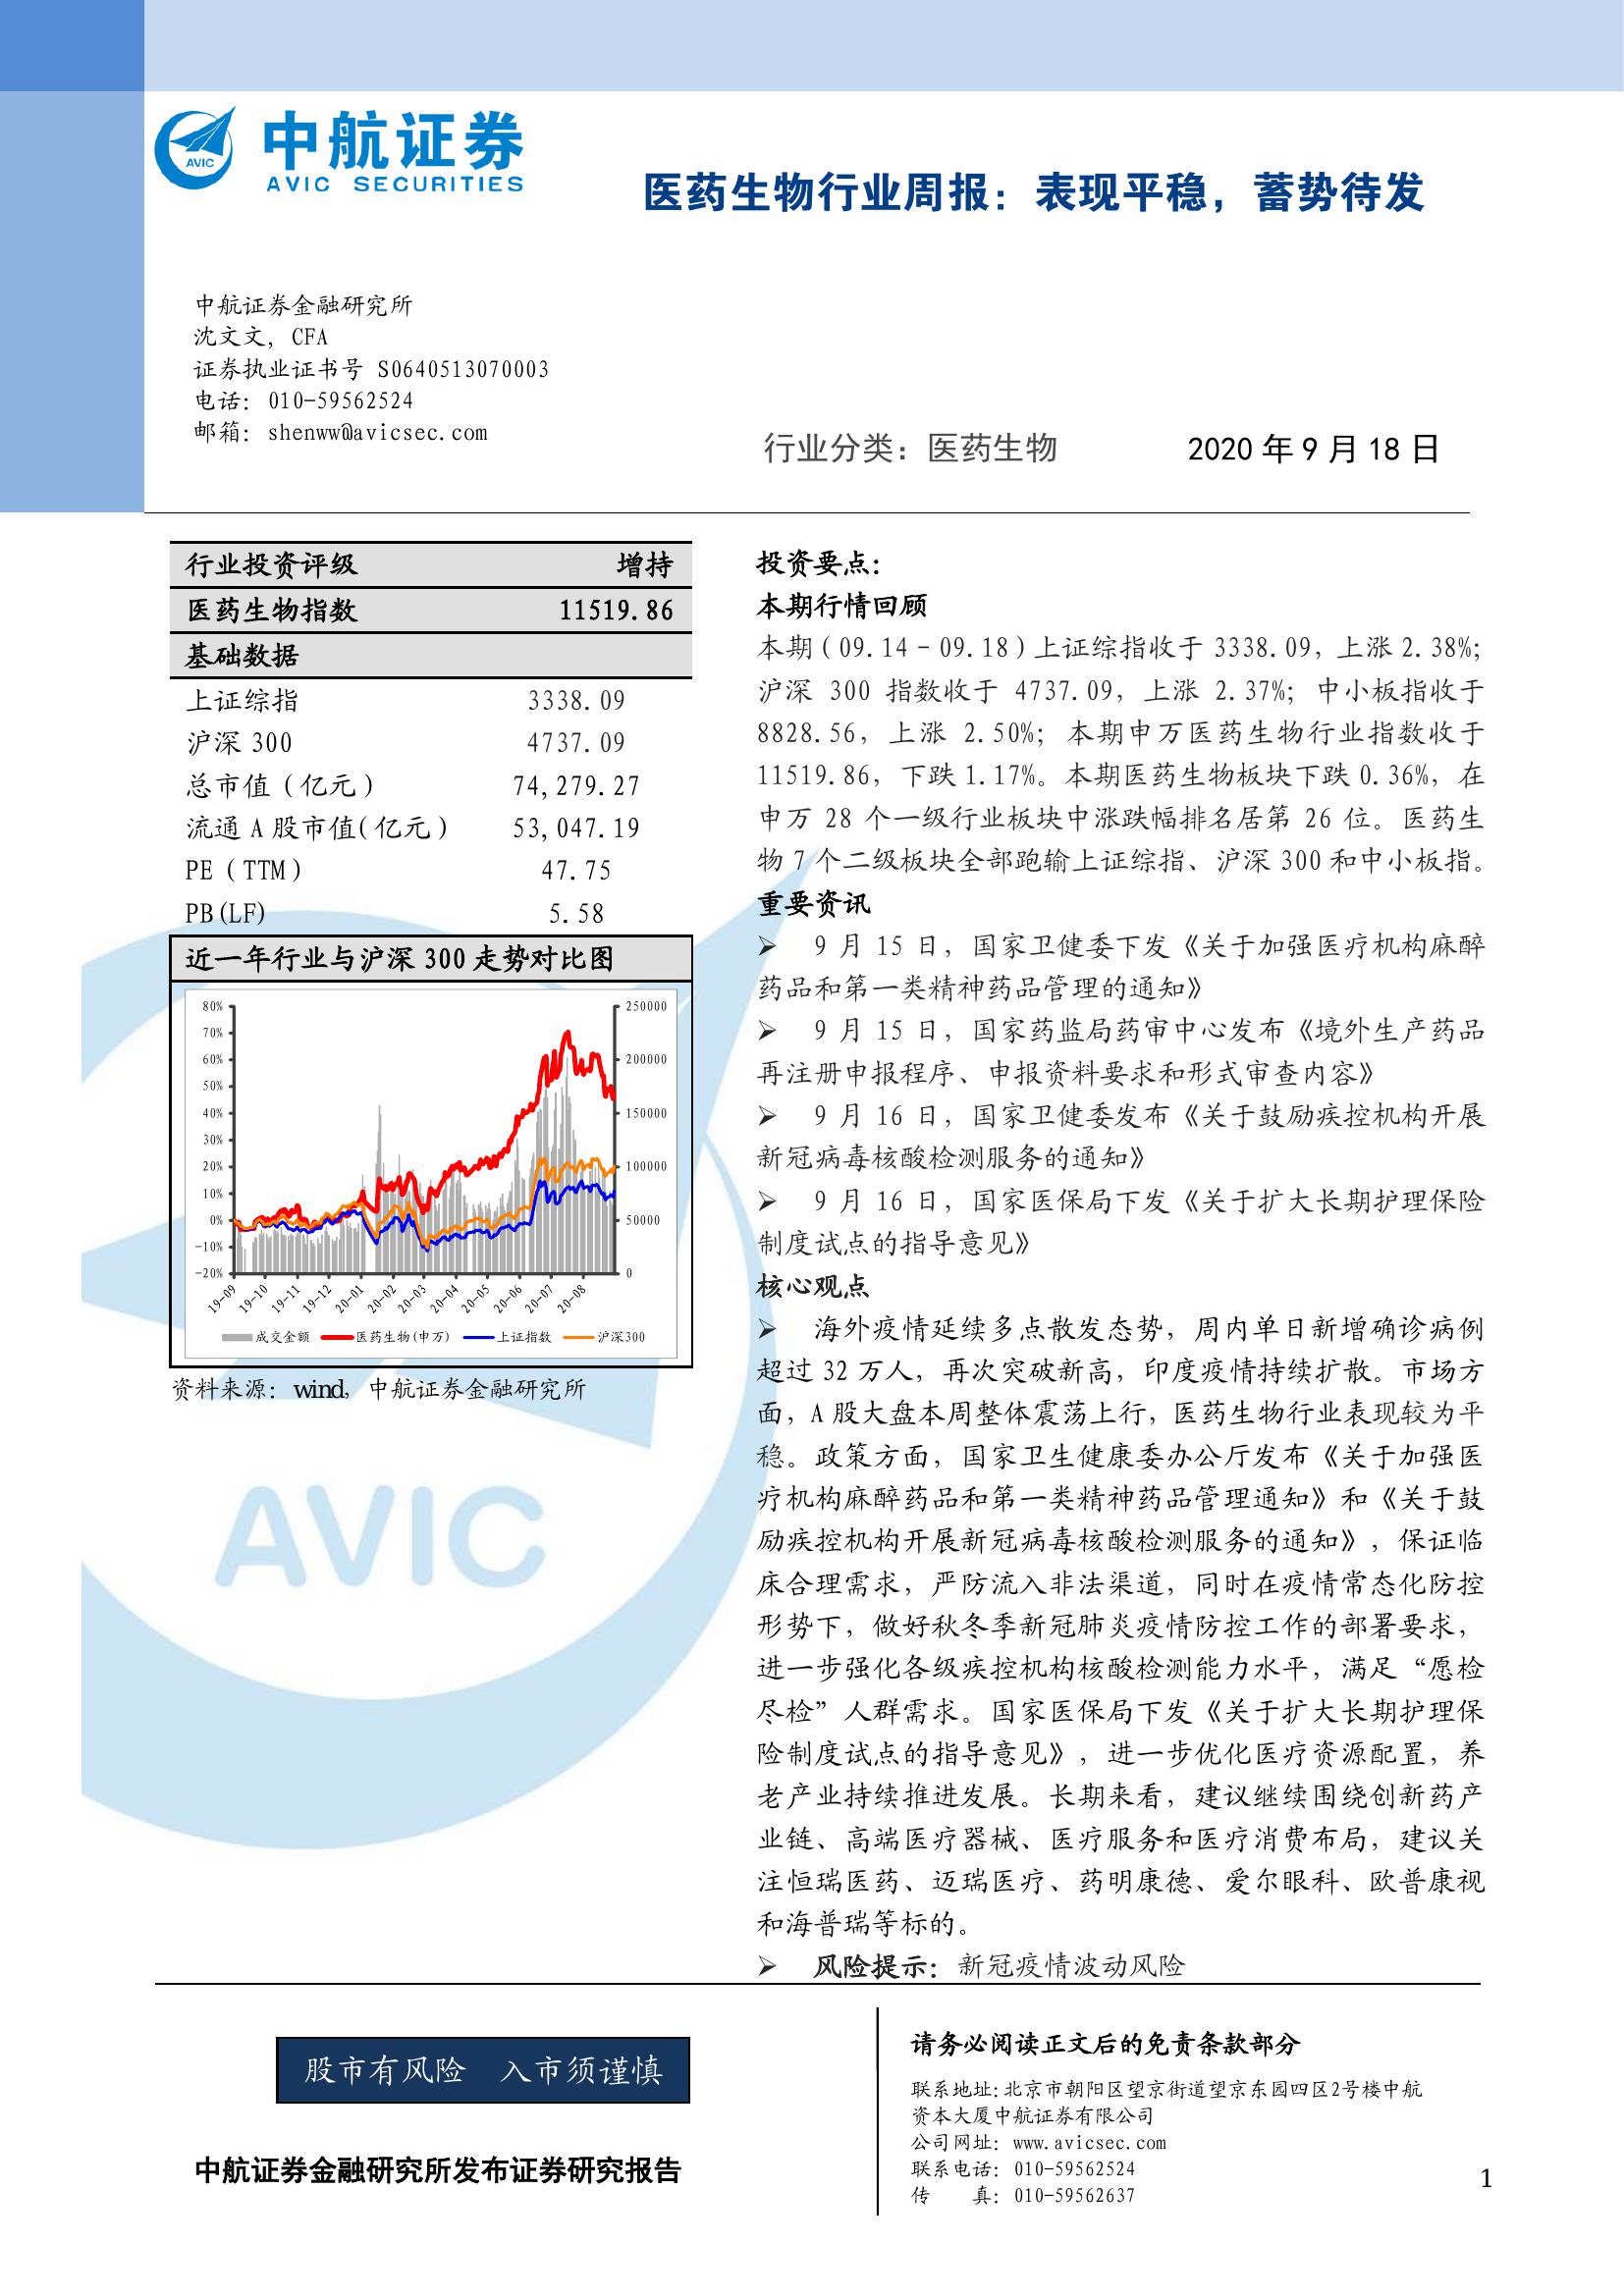 AVIC
中航证券
AVIC SECURITIES
医药生物行业周报：表现平稳，蓄势待发
中航证券金融研究所
沈文文，CFA
证券执业证书号 S0640513070003
电话：010-59562524
邮箱：shenww@avicsec.com
行业分类：医药生物 2020 年 9 月 18 日
行业投资评级 增持
医药生物指数 11519.86
基础数据
上证综指 3338.09
沪深 300 4737.09
总市值（亿元） 74,279.27
流通 A 股市值(亿元) 53,047.19
PE（TTM） 47.75
PB(LF) 5.58
近一年行业与沪深 300 走势对比图
80% 250000
70%
60% 200000
50%
40% 150000
30%
20% 100000
10%
0% 50000
-10%
-20% 0
19-09 19-10 19-11 19-12 20-01 20-02 20-03 20-04 20-05 20-06 20-07 20-08
成交金额 医药生物(申万) 上证指数 沪深300
资料来源：wind，中航证券金融研究所
AVIC
投资要点：
本期行情回顾
本期（09.14 - 09.18）上证综指收于 3338.09，上涨 2.38%；
沪深 300 指数收于 4737.09，上涨 2.37%；中小板指收于
8828.56，上涨 2.50%；本期申万医药生物行业指数收于
11519.86，下跌 1.17%。本期医药生物板块下跌 0.36%，在
申万 28 个一级行业板块中涨跌幅排名居第 26 位。医药生
物 7 个二级板块全部跑输上证综指、沪深 300 和中小板指。
重要资讯
➢ 9 月 15 日，国家卫健委下发《关于加强医疗机构麻醉
药品和第一类精神药品管理的通知》
➢ 9 月 15 日，国家药监局药审中心发布《境外生产药品
再注册申报程序、申报资料要求和形式审查内容》
➢ 9 月 16 日，国家卫健委发布《关于鼓励疾控机构开展
新冠病毒核酸检测服务的通知》
➢ 9 月 16 日，国家医保局下发《关于扩大长期护理保险
制度试点的指导意见》
核心观点
➢ 海外疫情延续多点散发态势，周内单日新增确诊病例
超过 32 万人，再次突破新高，印度疫情持续扩散。市场方
面，A 股大盘本周整体震荡上行，医药生物行业表现较为平
稳。政策方面，国家卫生健康委办公厅发布《关于加强医
疗机构麻醉药品和第一类精神药品管理通知》和《关于鼓
励疾控机构开展新冠病毒核酸检测服务的通知》，保证临
床合理需求，严防流入非法渠道，同时在疫情常态化防控
形势下，做好秋冬季新冠肺炎疫情防控工作的部署要求，
进一步强化各级疾控机构核酸检测能力水平，满足“愿检
尽检”人群需求。国家医保局下发《关于扩大长期护理保
险制度试点的指导意见》，进一步优化医疗资源配置，养
老产业持续推进发展。长期来看，建议继续围绕创新药产
业链、高端医疗器械、医疗服务和医疗消费布局，建议关
注恒瑞医药、迈瑞医疗、药明康德、爱尔眼科、欧普康视
和海普瑞等标的。
➢ 风险提示：新冠疫情波动风险
股市有风险 入市须谨慎
中航证券金融研究所发布证券研究报告
请务必阅读正文后的免责条款部分
联系地址:北京市朝阳区望京街道望京东园四区2号楼中航
资本大厦中航证券有限公司
公司网址：www.avicsec.com
联系电话：010-59562524
传 真：010-59562637
1